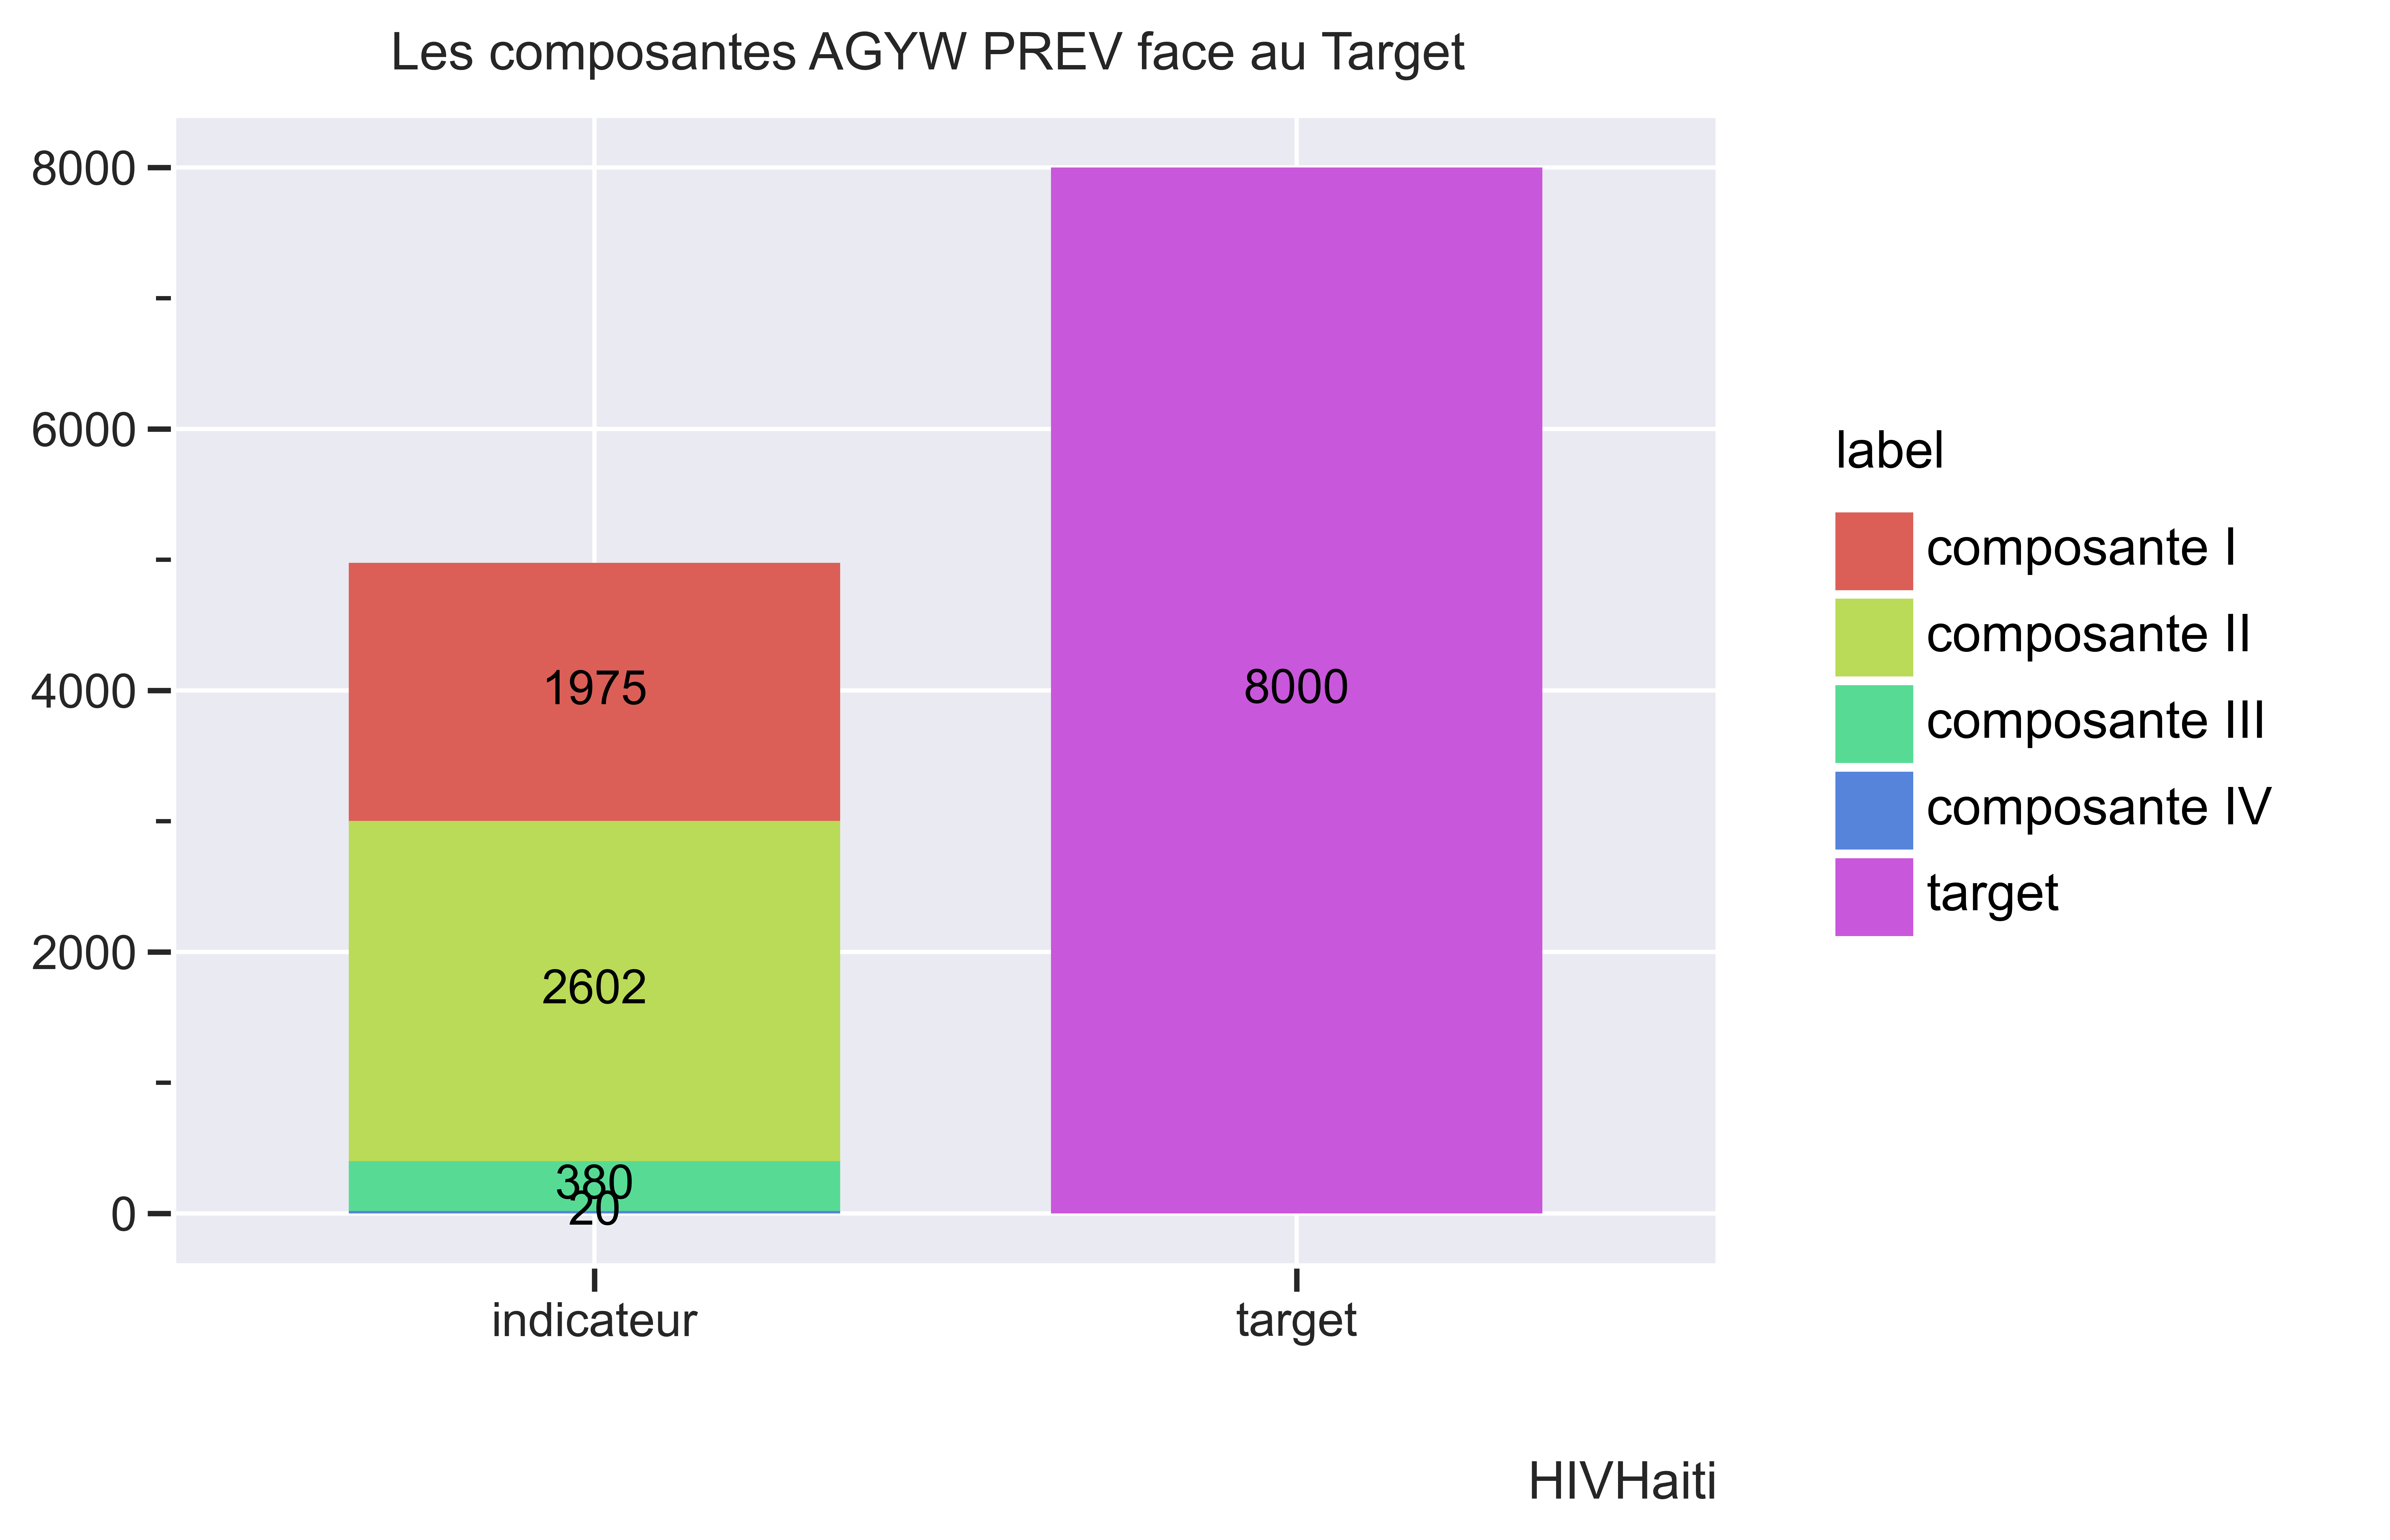 Les composantes AGYW PREV face au Target
8000
6000
4000
2000
0
1975
2602
380
20
8000
indicateur
target
label
composante I
composante II
composante III
composante IV
target
HIVHaiti